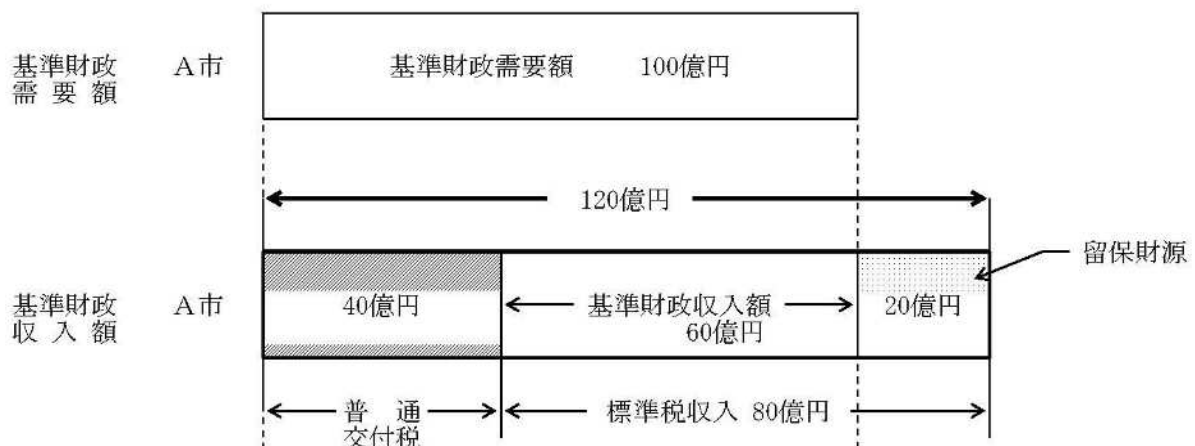 基準財政
需要額
A市
基準財政需要額 100億円
120億円
留保財源
基準財政
収入額
A市
40億円
基準財政収入額
60億円
20億円
普通
交付税
標準税収入 80億円